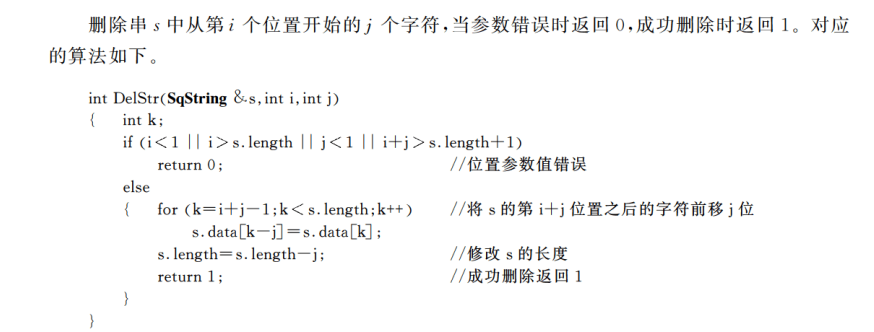 删除串 s 中从第 i 个位置开始的 j 个字符,当参数错误时返回 0,成功删除时返回 1。对应
的算法如下。
int DelStr(SqString &s,int i,int j)
{ int k;
if (i<1 || i>s.length || j<1 || i+j>s.length+1)
return 0; //位置参数值错误
else
{ for (k=i+j-1;k<s.length;k++) //将 s 的第 i+j 位置之后的字符前移 j 位
s.data[k-j]=s.data[k];
s.length=s.length-j; //修改 s 的长度
return 1; //成功删除返回 1
}
}